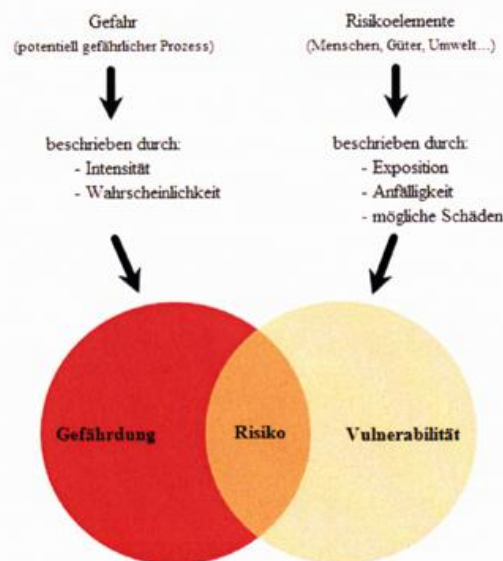 Gefahr
(potentiell gefährlicher Prozess)
beschrieben durch:
- Intensität
- Wahrscheinlichkeit
Risikoelemente
(Menschen, Güter, Umwelt...)
beschrieben durch:
- Exposition
- Anfälligkeit
- mögliche Schäden
Gefährdung
Risiko
Vulnerabilität